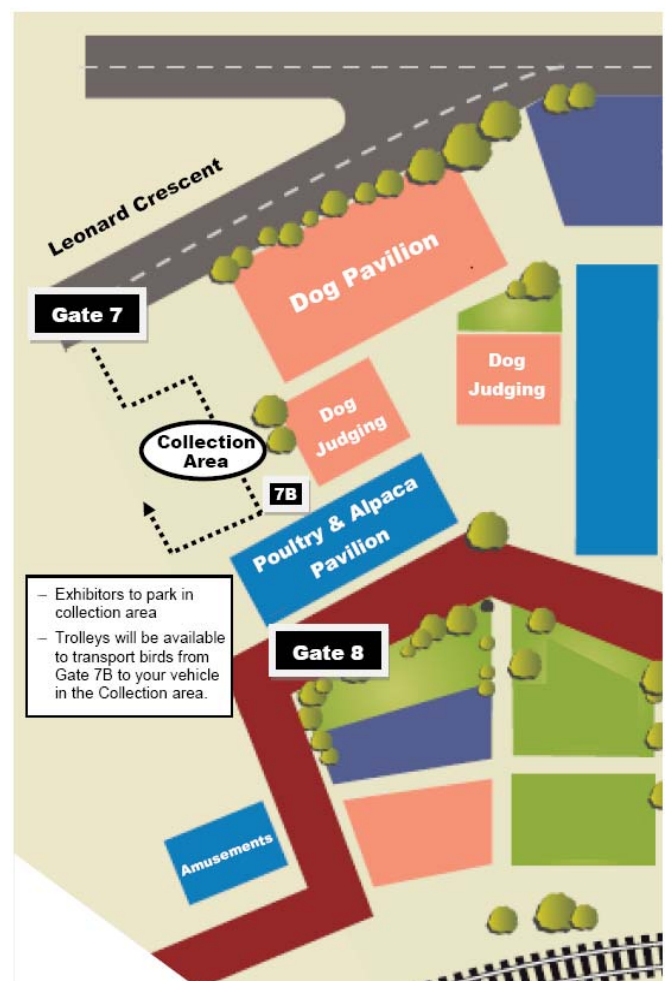 Leonard Crescent
Dog Pavilion
Gate 7
Dog
Judging
Dog
Judging
Collection
Area
7B
Poultry & Alpaca
Pavilion
– Exhibitors to park in
collection area
– Trolleys will be available
to transport birds from
Gate 7B to your vehicle
in the Collection area.
Gate 8
Amusements